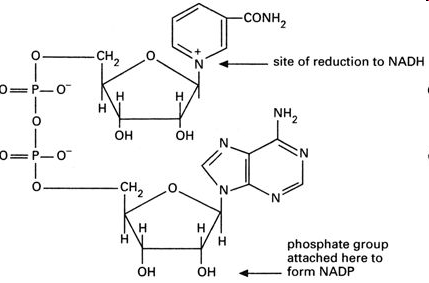 CONH2
O
CH2
O
N
+
site of reduction to NADH
O=P—O−
H
H
H
O
OH
OH
NH2
O=P—O−
N
N
N
N
O
CH2
O
H
H
H
H
phosphate group
attached here to
form NADP
OH
OH